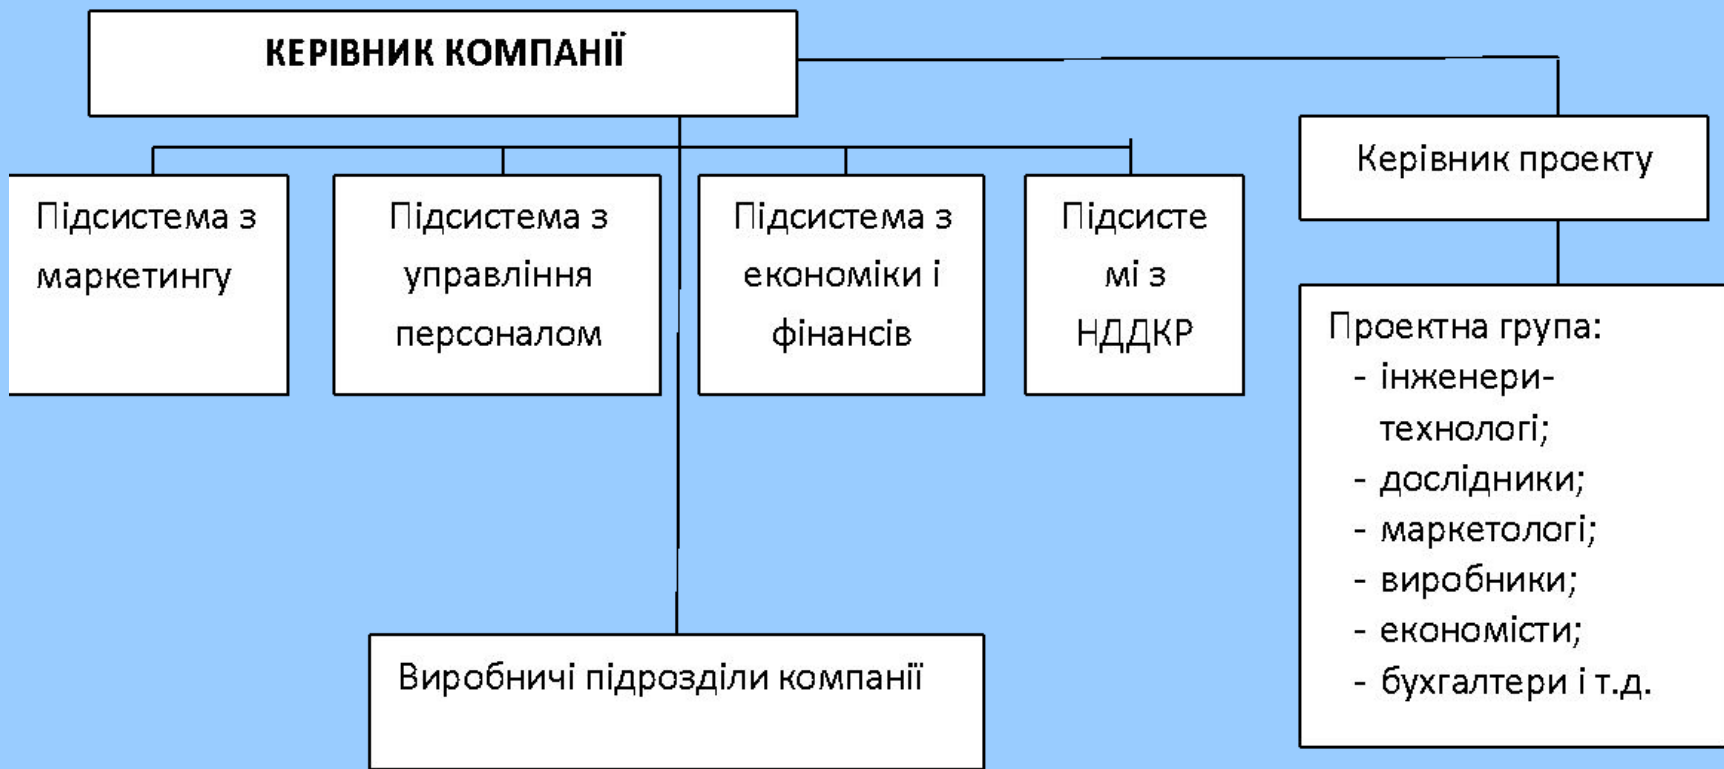 КЕРІВНИК КОМПАНІЇ
Керівник проекту
Підсистема з
маркетингу
Підсистема з
управління
персоналом
Підсистема з
економіки і
фінансів
Підсисте
мі з
НДДКР
Проектна група:
- інженери-
технологі;
- дослідники;
- маркетологі;
- виробники;
- економісти;
- бухгалтери і т.д.
Виробничі підрозділи компанії